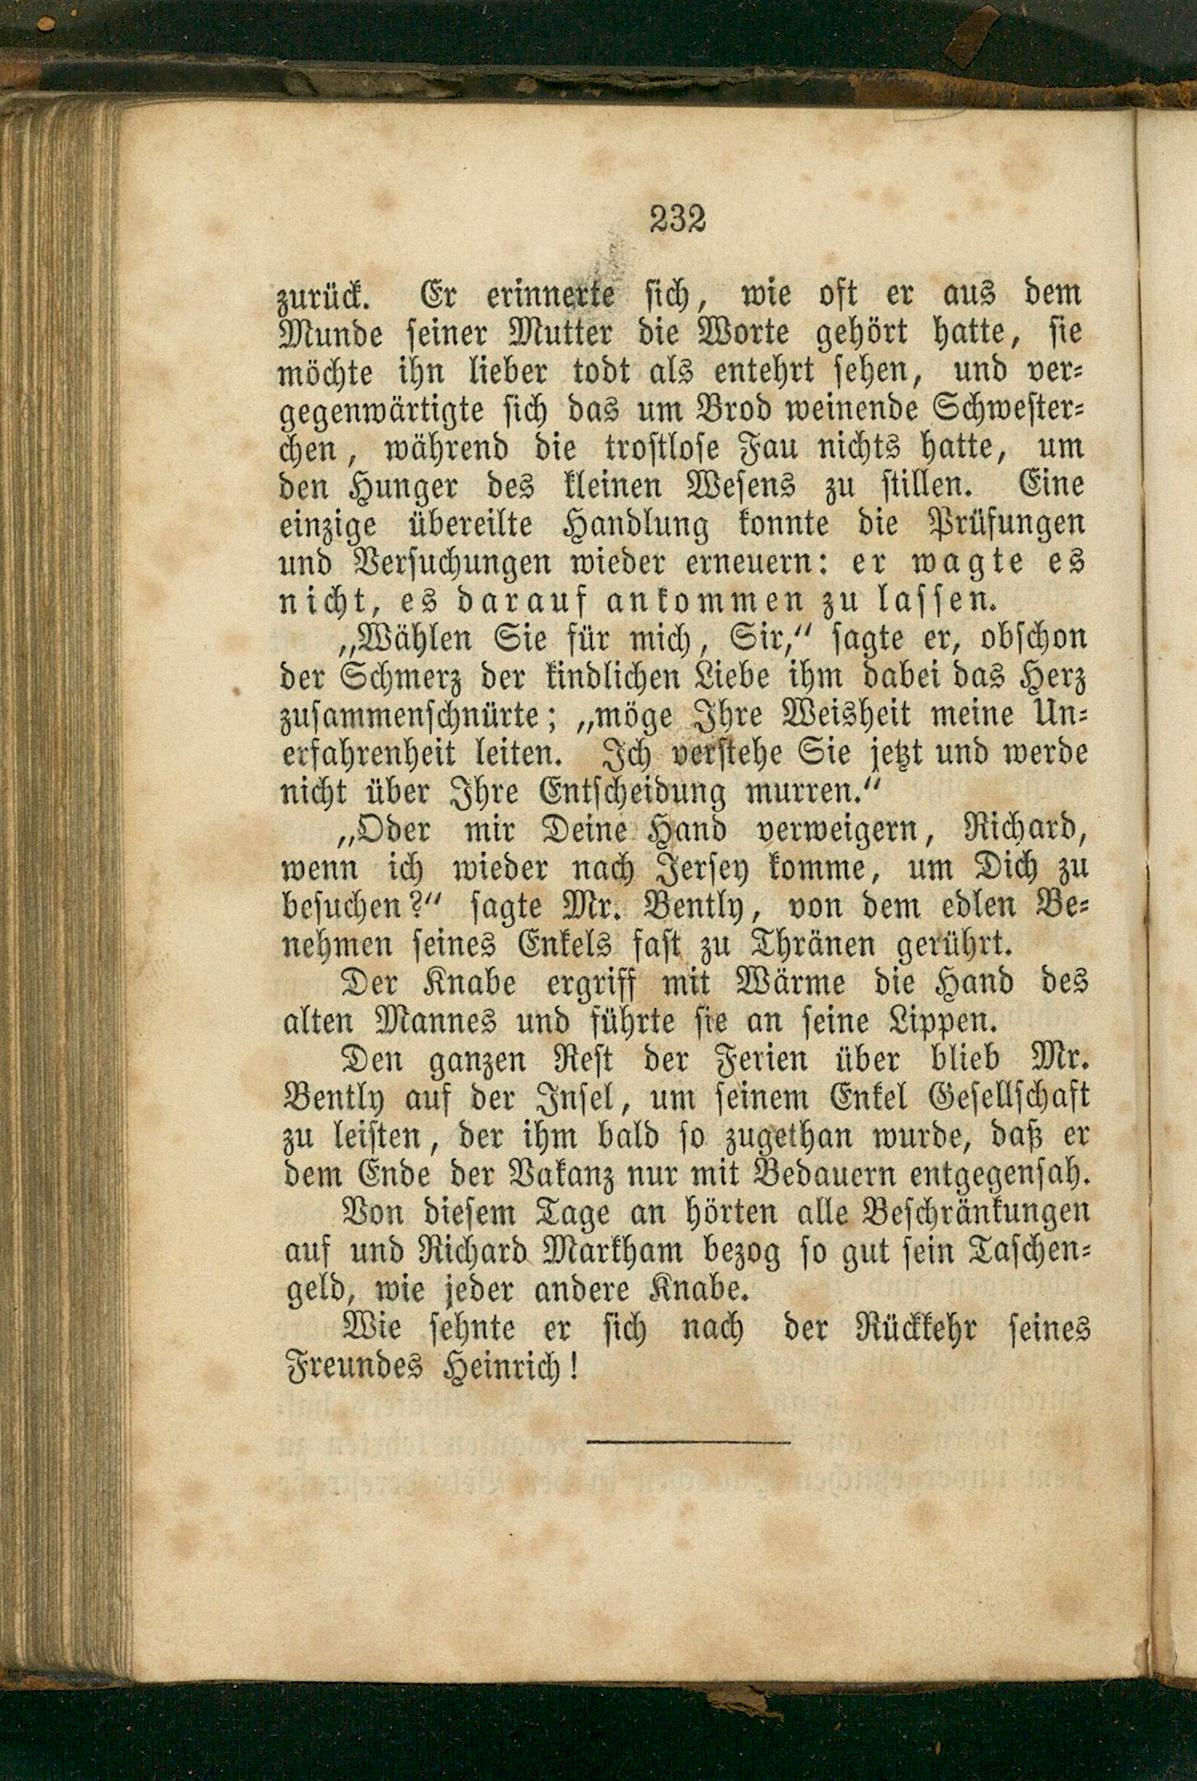 232
zurück. Er erinnerte sich, wie oft er aus dem
Munde seiner Mutter die Worte gehört hatte, sie
möchte ihn lieber todt als entehrt sehen, und ver-
gegenwärtigte sich das um Brod weinende Schwester-
chen, während die trostlose Fau nichts hatte, um
den Hunger des kleinen Wesens zu stillen. Eine
einzige übereilte Handlung konnte die Prüfungen
und Versuchungen wieder erneuern: er wagte es
nicht, es darauf ankommen zu lassen.
„Wählen Sie für mich, Sir,“ sagte er, obschon
der Schmerz der kindlichen Liebe ihm dabei das Herz
zusammenschnürte; „möge Ihre Weisheit meine Un-
erfahrenheit leiten. Ich verstehe Sie jetzt und werde
nicht über Ihre Entscheidung murren.“
„Oder mir Deine Hand verweigern, Richard,
wenn ich wieder nach Jersey komme, um Dich zu
besuchen?“ sagte Mr. Bently, von dem edlen Be-
nehmen seines Enkels fast zu Thränen gerührt.
Der Knabe ergriff mit Wärme die Hand des
alten Mannes und führte sie an seine Lippen.
Den ganzen Rest der Ferien über blieb Mr.
Bently auf der Insel, um seinem Enkel Gesellschaft
zu leisten, der ihm bald so zugethan wurde, daß er
dem Ende der Vakanz nur mit Bedauern entgegensah.
Von diesem Tage an hörten alle Beschränkungen
auf und Richard Markham bezog so gut sein Taschen-
geld, wie jeder andere Knabe.
Wie sehnte er sich nach der Rückkehr seines
Freundes Heinrich!